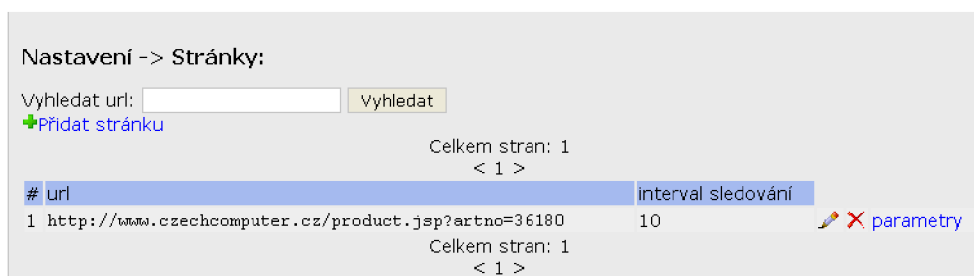 Nastavení -> Stránky:
Vyhledat url: Vyhledat
Přidat stránku
Celkem stran: 1
< 1 >
# url interval sledování
1 http://www.czechcomputer.cz/product.jsp?artno=36180 10 parametry
Celkem stran: 1
< 1 >